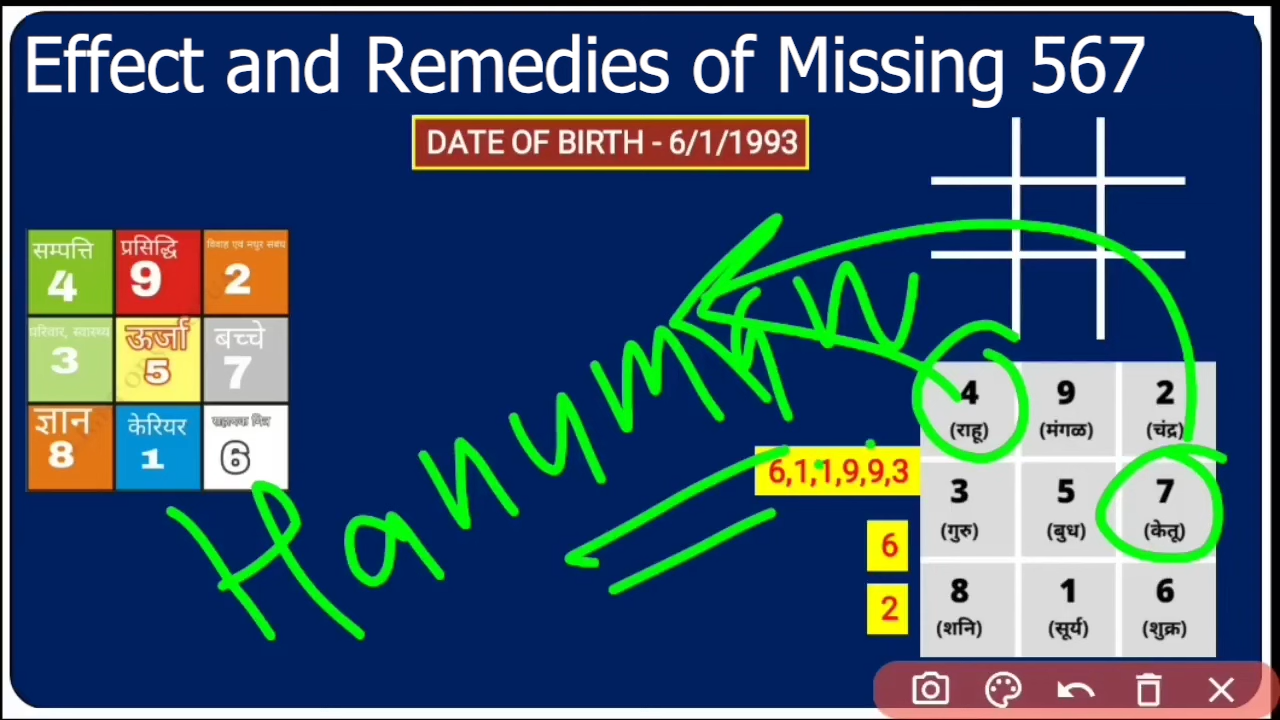 Effect and Remedies of Missing 567
DATE OF BIRTH - 6/1/1993
सम्पत्ति प्रसिद्धि विवाह एवं मधुर संबंध
4 9 2
परिवार, स्वास्थ्य ऊर्जा बच्चे
3 5 7
ज्ञान केरियर
8 1 6
Hanuman
6,1,1,9,9,3
6
2
4 9 2
(राहू) (मंगळ) (चंद्र)
3 5 7
(गुरु) (बुध) (केतू)
8 1 6
(शनि) (सूर्य) (शुक्र)